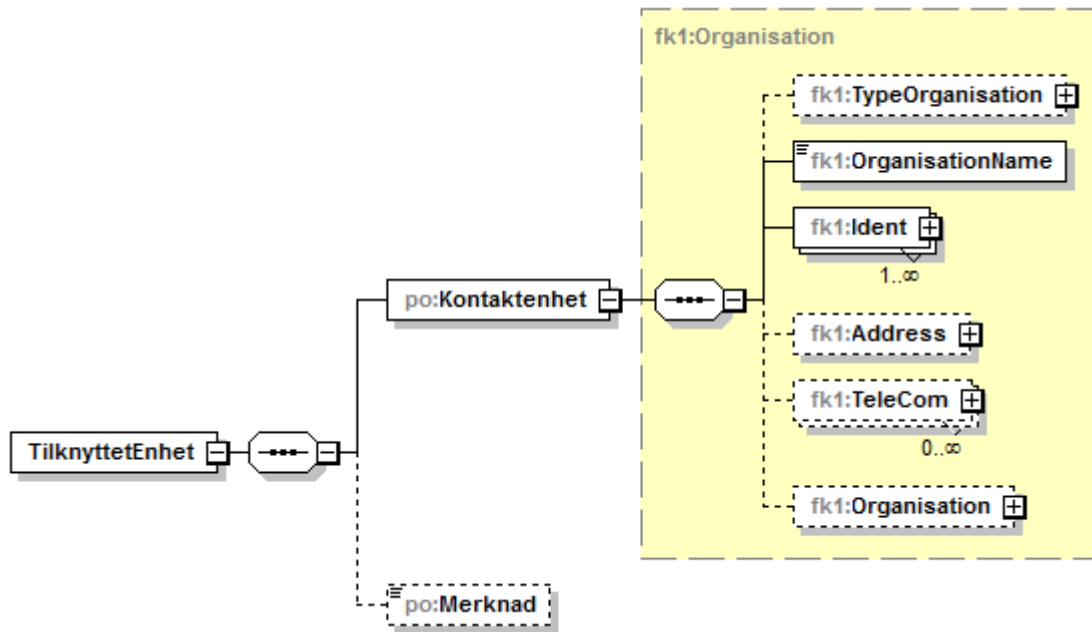 fk1:Organisation
fk1:TypeOrganisation
fk1:OrganisationName
fk1:Ident
1..∞
po:Kontaktenhet
fk1:Address
fk1:TeleCom
0..∞
TilknyttetEnhet
fk1:Organisation
po:Merknad